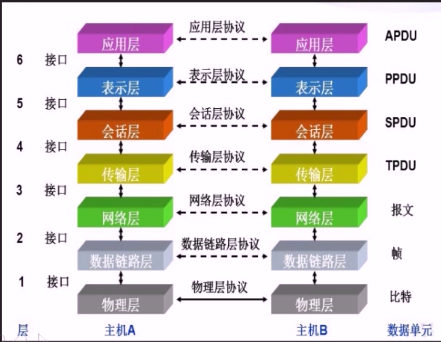 应用层 应用层协议 应用层 APDU
6 接口
表示层 表示层协议 表示层 PPDU
5 接口
会话层 会话层协议 会话层 SPDU
4 接口
传输层 传输层协议 传输层 TPDU
3 接口
网络层 网络层协议 网络层 报文
2 接口
数据链路层 数据链路层协议 数据链路层 帧
1 接口
物理层 物理层协议 物理层 比特
层 主机A 主机B 数据单元